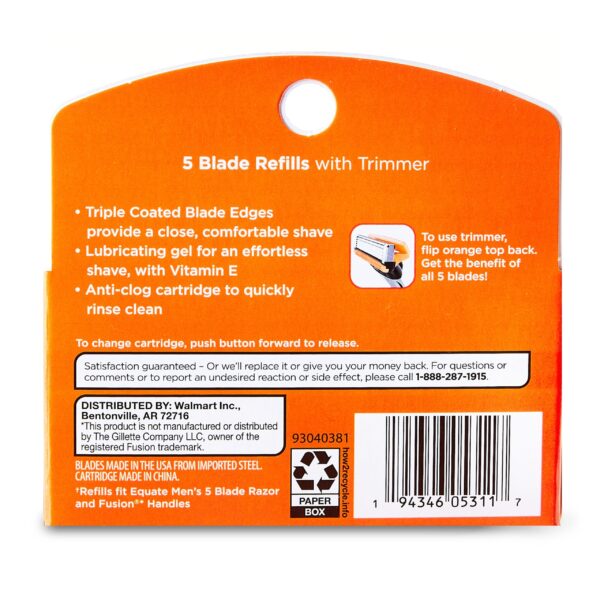 5 Blade Refills with Trimmer
• Triple Coated Blade Edges
provide a close, comfortable shave
• Lubricating gel for an effortless
shave, with Vitamin E
• Anti-clog cartridge to quickly
rinse clean
To use trimmer,
flip orange top back.
Get the benefit of
all 5 blades!
To change cartridge, push button forward to release.
Satisfaction guaranteed – Or we'll replace it or give you your money back. For questions or
comments or to report an undesired reaction or side effect, please call 1-888-287-1915.
DISTRIBUTED BY: Walmart Inc.,
Bentonville, AR 72716
*This product is not manufactured or distributed
by The Gillette Company LLC, owner of the
registered Fusion trademark.
BLADES MADE IN THE USA FROM IMPORTED STEEL.
CARTRIDGE MADE IN CHINA.
†Refills fit Equate Men's 5 Blade Razor
and Fusion®* Handles
93040381
PAPER
BOX
how2recycle.info
1 94346 05311 7